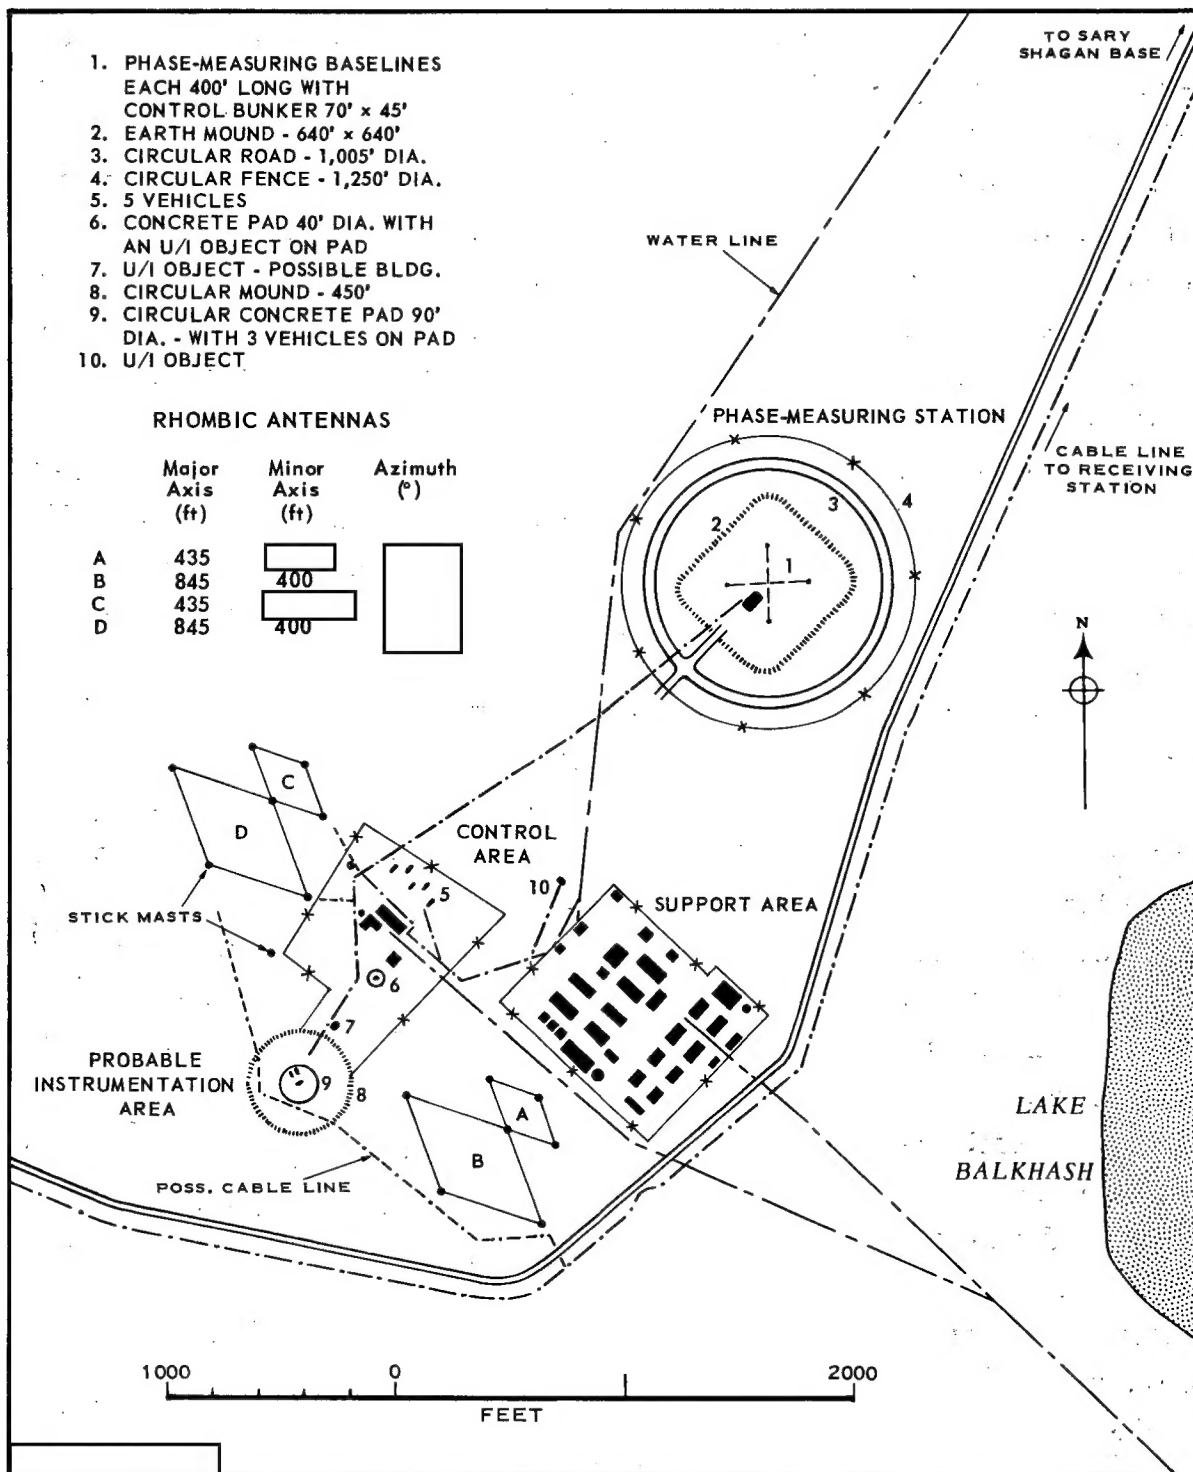 1. PHASE-MEASURING BASELINES
EACH 400' LONG WITH
CONTROL BUNKER 70' x 45'
2. EARTH MOUND - 640' x 640'
3. CIRCULAR ROAD - 1,005' DIA.
4. CIRCULAR FENCE - 1,250' DIA.
5. 5 VEHICLES
6. CONCRETE PAD 40' DIA. WITH
AN U/I OBJECT ON PAD
7. U/I OBJECT - POSSIBLE BLDG.
8. CIRCULAR MOUND - 450'
9. CIRCULAR CONCRETE PAD 90'
DIA. - WITH 3 VEHICLES ON PAD
10. U/I OBJECT
TO SARY
SHAGAN BASE
WATER LINE
RHOMBIC ANTENNAS
Major Axis (ft) Minor Axis (ft) Azimuth (°)
A 435
B 845 400
C 435
D 845 400
PHASE-MEASURING STATION
CABLE LINE
TO RECEIVING
STATION
4
3
2
1
N
C
D
CONTROL
AREA
10
5
SUPPORT AREA
STICK MASTS
6
7
PROBABLE
INSTRUMENTATION
AREA
9
8
A
B
LAKE
BALKHASH
POSS. CABLE LINE
1000 0 2000
FEET